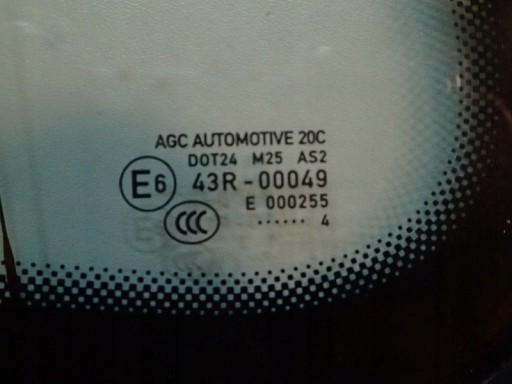 AGC AUTOMOTIVE 20C
DOT24 M25 AS2
E6 43R-00049
E 000255
CCC ...... 4